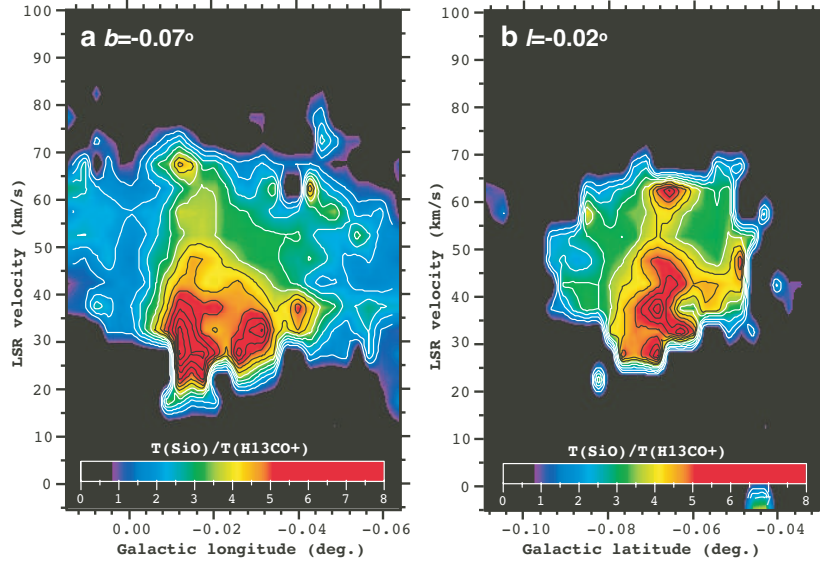 a b=-0.07o
b l=-0.02o
100
90
80
70
60
50
40
30
20
10
0
LSR velocity (km/s)
T(SiO)/T(H13CO+)
0 1 2 3 4 5 6 7 8
0.00 -0.02 -0.04 -0.06
Galactic longitude (deg.)
100
90
80
70
60
50
40
30
20
10
0
LSR velocity (km/s)
T(SiO)/T(H13CO+)
0 1 2 3 4 5 6 7 8
-0.10 -0.08 -0.06 -0.04
Galactic latitude (deg.)